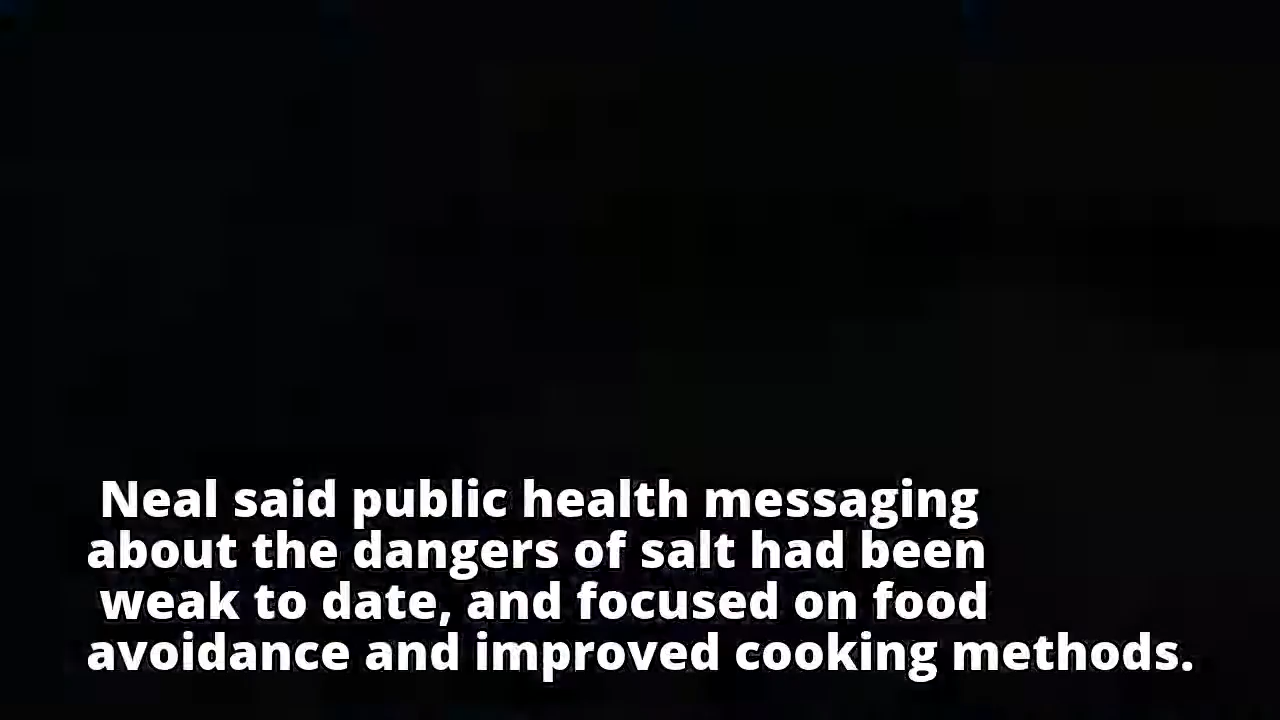 Neal said public health messaging
about the dangers of salt had been
weak to date, and focused on food
avoidance and improved cooking methods.